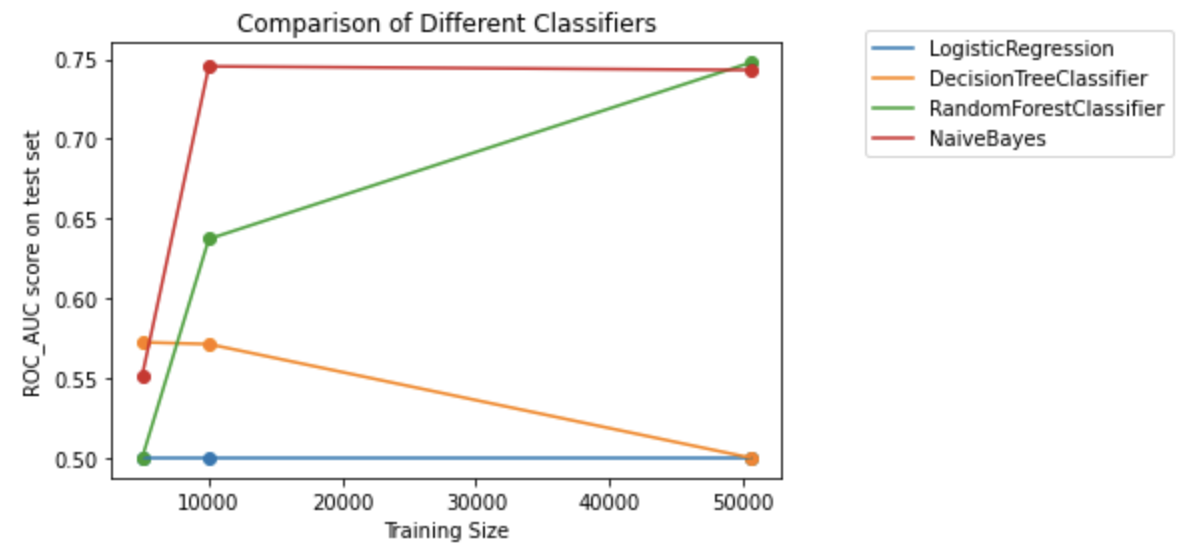 Comparison of Different Classifiers
ROC_AUC score on test set
0.75
0.70
0.65
0.60
0.55
0.50
10000 20000 30000 40000 50000
Training Size
LogisticRegression
DecisionTreeClassifier
RandomForestClassifier
NaiveBayes